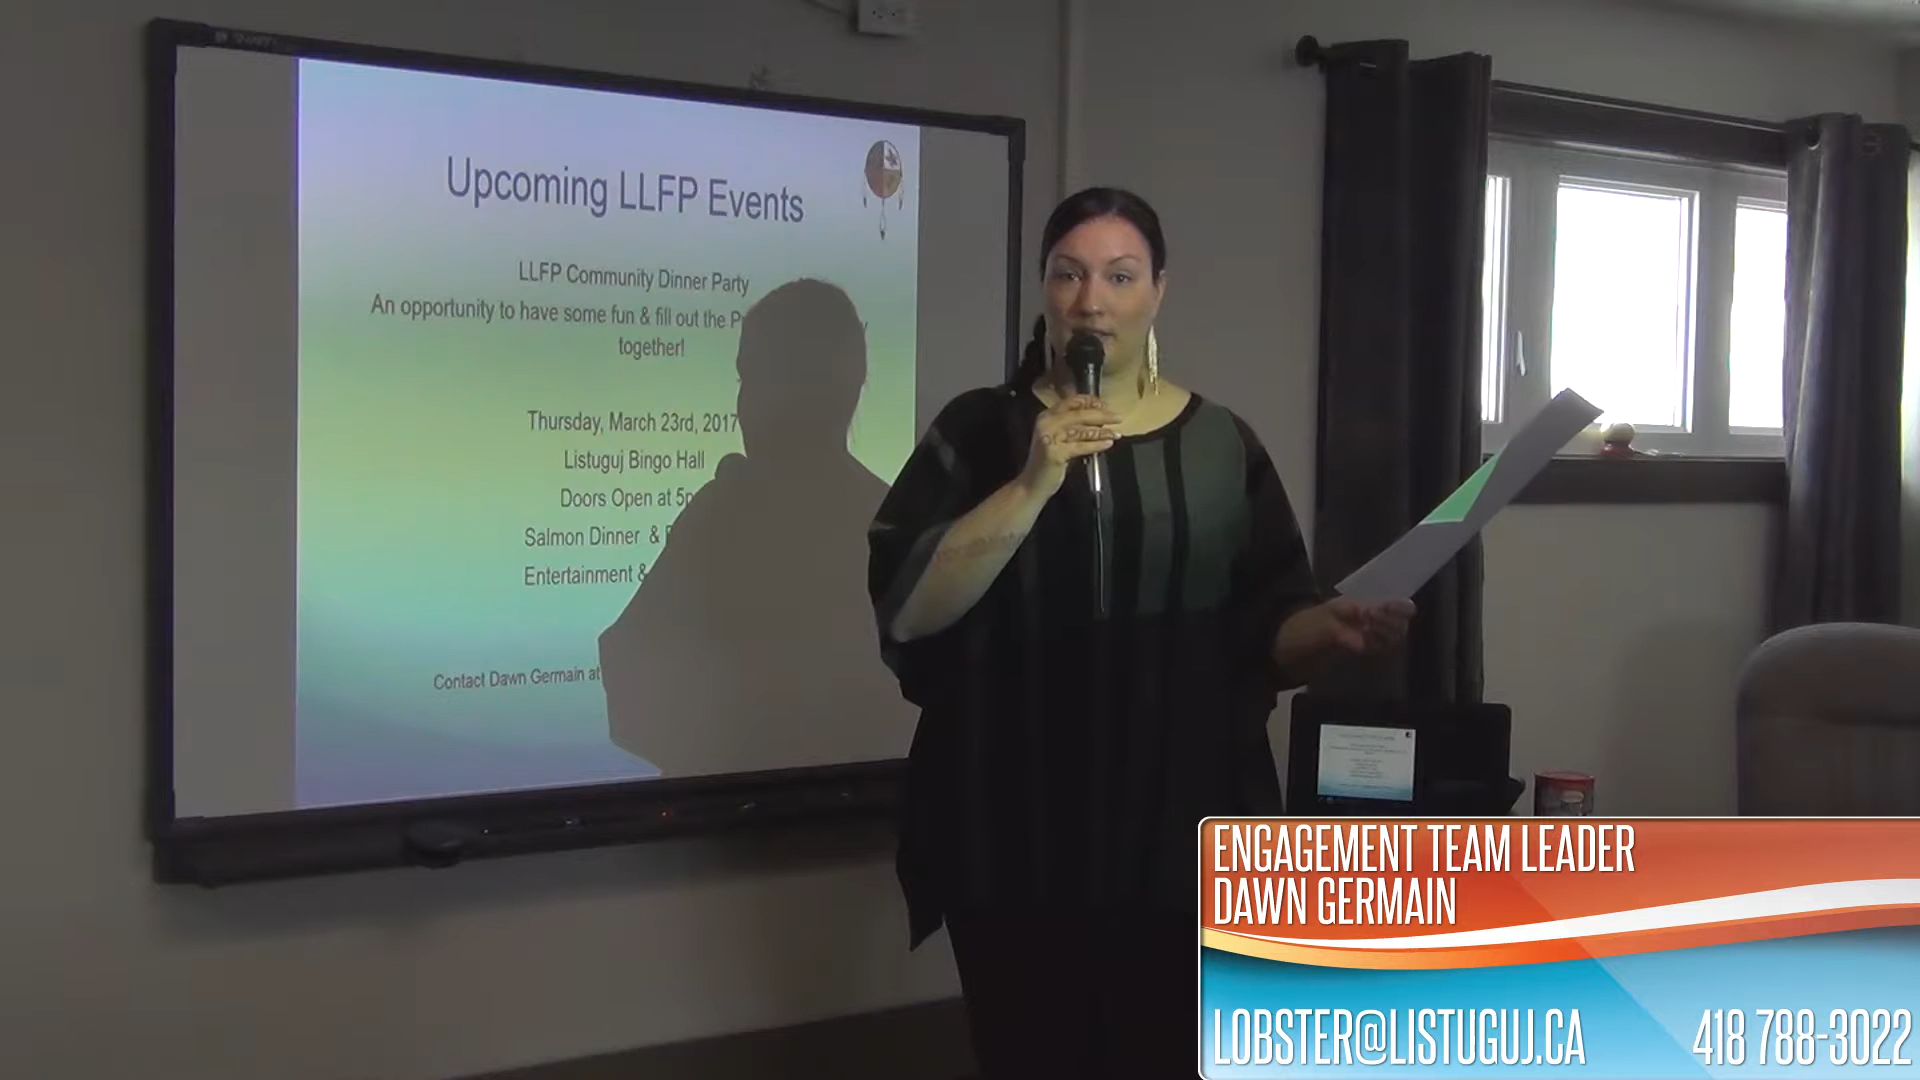 Upcoming LLFP Events
LLFP Community Dinner Party
An opportunity to have some fun & fill out the
together!
Thursday, March 23rd, 2017
Listuguj Bingo Hall
Doors Open at
Salmon Dinner &
Entertainment &
Contact Dawn Germain at
ENGAGEMENT TEAM LEADER
DAWN GERMAIN
LOBSTER@LISTUGUJ.CA 418 788-3022